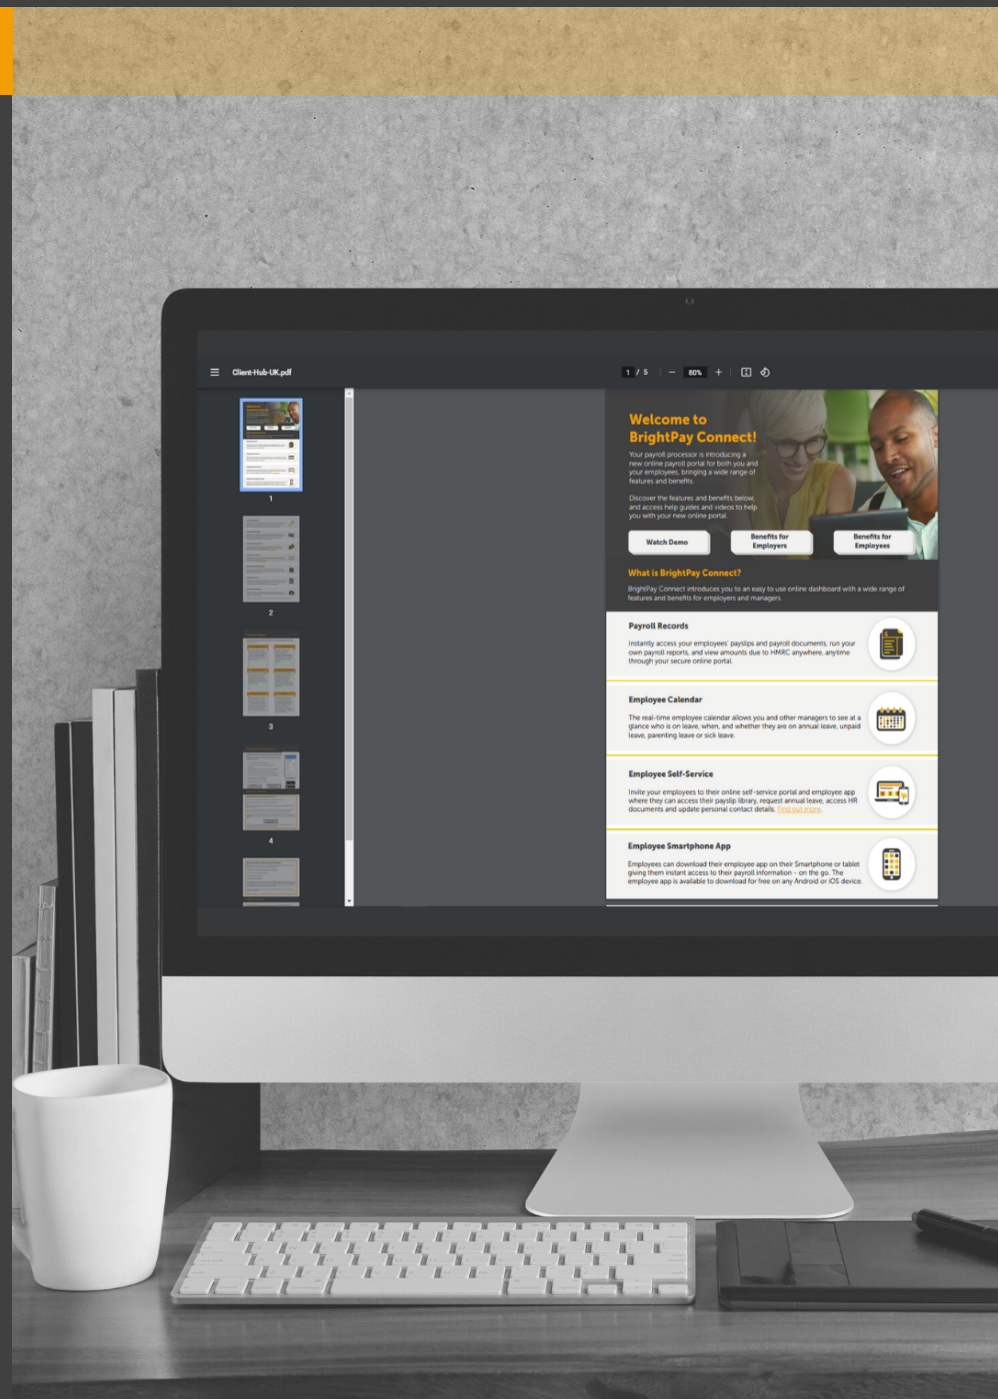 Client-Hub-UK.pdf
1 / 5 − 80% +
1
2
3
4
Welcome to
BrightPay Connect!
Your payroll processor is introducing a
new online payroll portal for both you and
your employees, bringing a wide range of
features and benefits.
Discover the features and benefits below,
and access help guides and videos to help
you with your new online portal.
Watch Demo
Benefits for
Employers
Benefits for
Employees
What is BrightPay Connect?
BrightPay Connect introduces you to an easy to use online dashboard with a wide range of
features and benefits for employers and managers.
Payroll Records
Instantly access your employees' payslips and payroll documents, run your
own payroll reports, and view amounts due to HMRC anywhere, anytime
through your secure online portal.
Employee Calendar
The real-time employee calendar allows you and other managers to see at a
glance who is on leave, when, and whether they are on annual leave, unpaid
leave, parenting leave or sick leave.
Employee Self-Service
Invite your employees to their online self-service portal and employee app
where they can access their payslip library, request annual leave, access HR
documents and update personal contact details. Find out more.
Employee Smartphone App
Employees can download their employee app on their Smartphone or tablet
giving them instant access to their payroll information - on the go. The
employee app is available to download for free on any Android or iOS device.